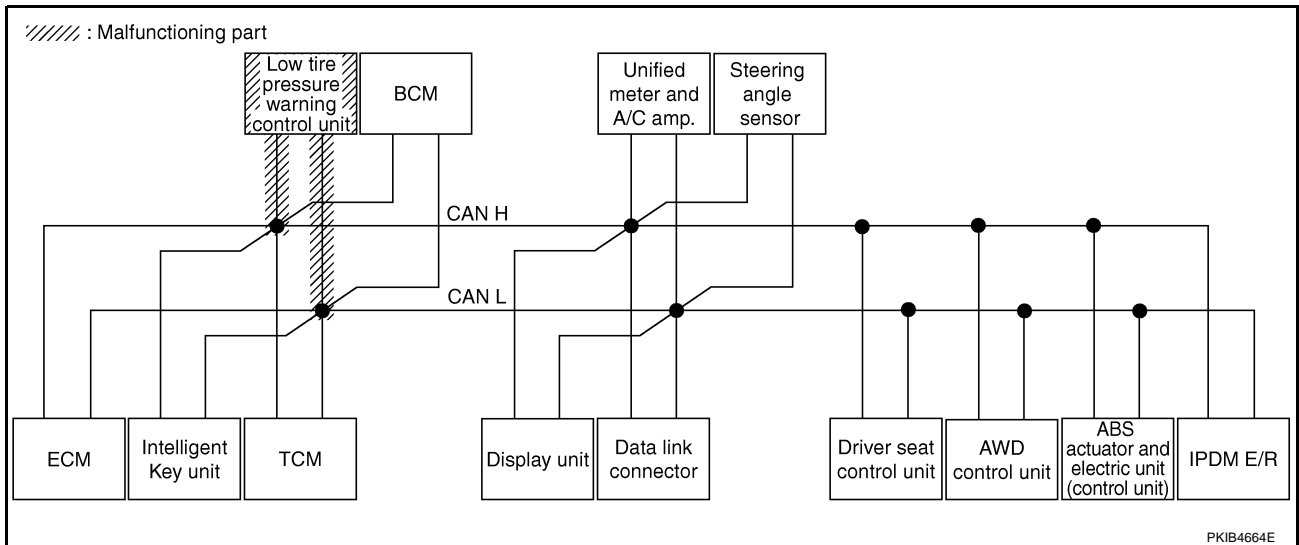 : Malfunctioning part
Low tire
pressure
warning
control unit
BCM
Unified
meter and
A/C amp.
Steering
angle
sensor
CAN H
CAN L
ECM
Intelligent
Key unit
TCM
Display unit
Data link
connector
Driver seat
control unit
AWD
control unit
ABS
actuator and
electric unit
(control unit)
IPDM E/R
PKIB4664E